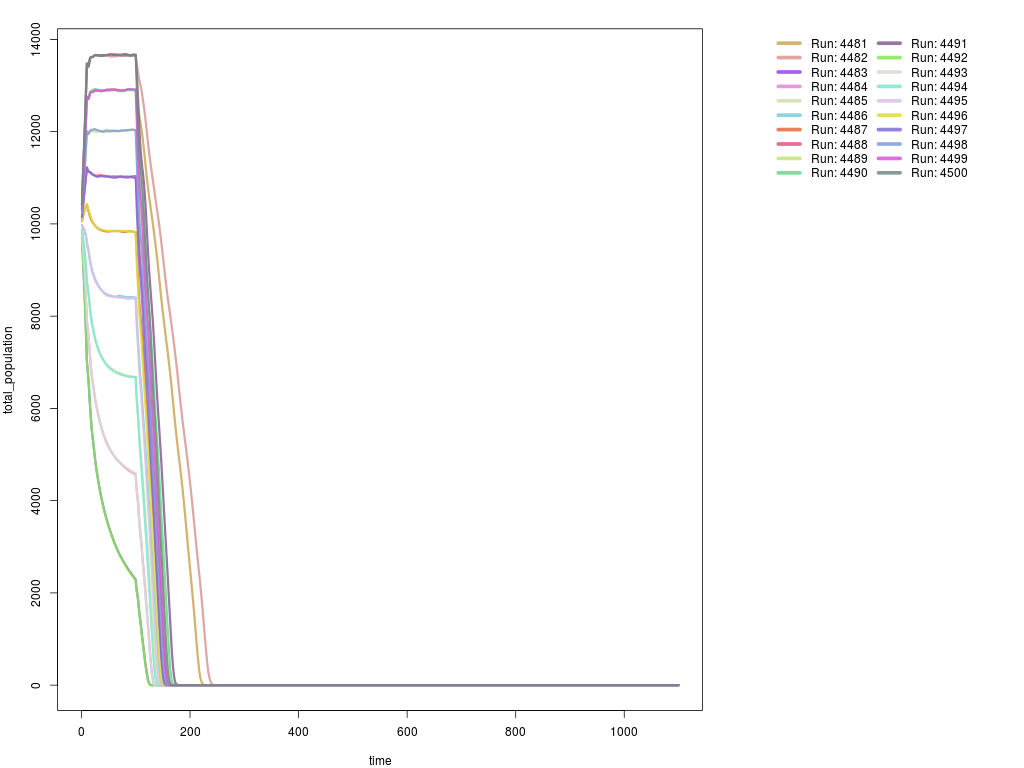 total_population
0
2000
4000
6000
8000
10000
12000
14000
0
200
400
600
800
1000
time
Run: 4481
Run: 4482
Run: 4483
Run: 4484
Run: 4485
Run: 4486
Run: 4487
Run: 4488
Run: 4489
Run: 4490
Run: 4491
Run: 4492
Run: 4493
Run: 4494
Run: 4495
Run: 4496
Run: 4497
Run: 4498
Run: 4499
Run: 4500